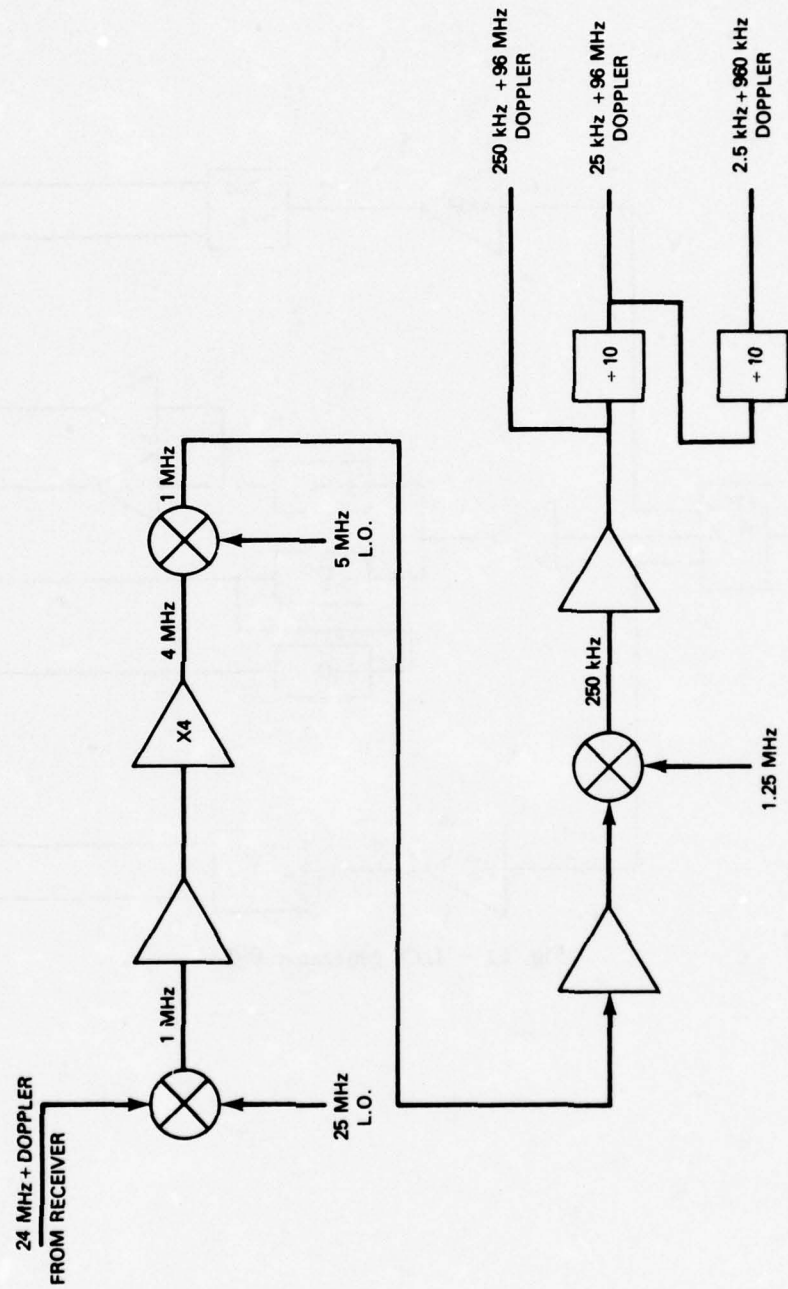 24 MHz + DOPPLER
FROM RECEIVER
25 MHz
L.O.
1 MHz
X4
4 MHz
5 MHz
L.O.
1 MHz
1.25 MHz
250 kHz
÷ 10
÷ 10
250 kHz + 96 MHz
DOPPLER
25 kHz + 96 MHz
DOPPLER
2.5 kHz + 960 kHz
DOPPLER